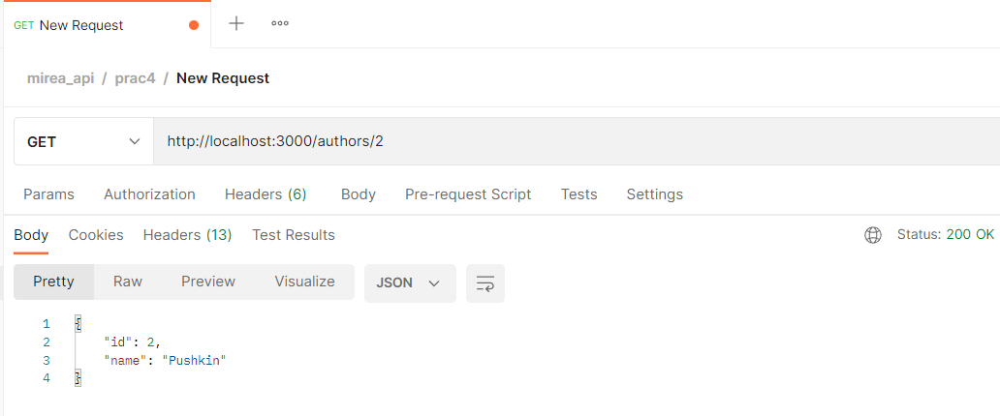 GET New Request
mirea_api / prac4 / New Request
GET http://localhost:3000/authors/2
Params Authorization Headers (6) Body Pre-request Script Tests Settings
Body Cookies Headers (13) Test Results Status: 200 OK
Pretty Raw Preview Visualize JSON
1 {
2 "id": 2,
3 "name": "Pushkin"
4 }